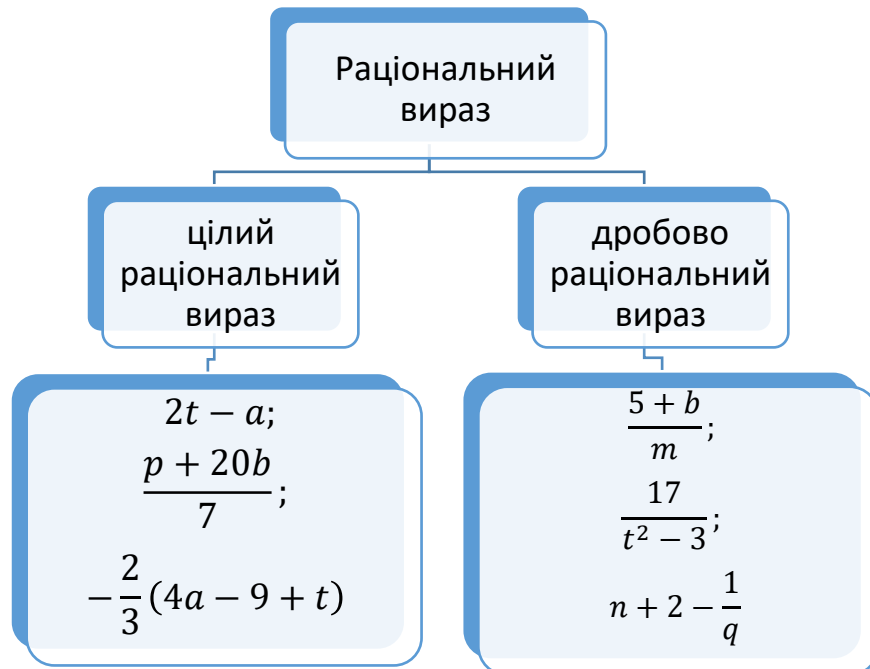 Раціональний
вираз
цілий
раціональний
вираз
дробово
раціональний
вираз
2t − a;
(p + 20b)/7;
−2/3 (4a − 9 + t)
(5 + b)/m;
17/(t² − 3);
n + 2 − 1/q